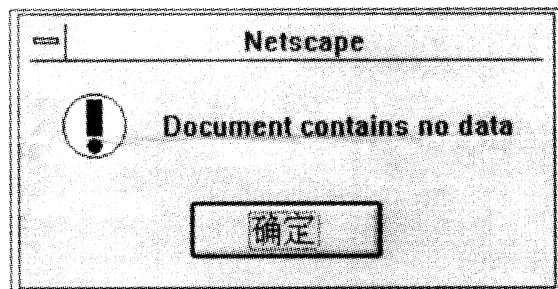 Netscape
Document contains no data
确定